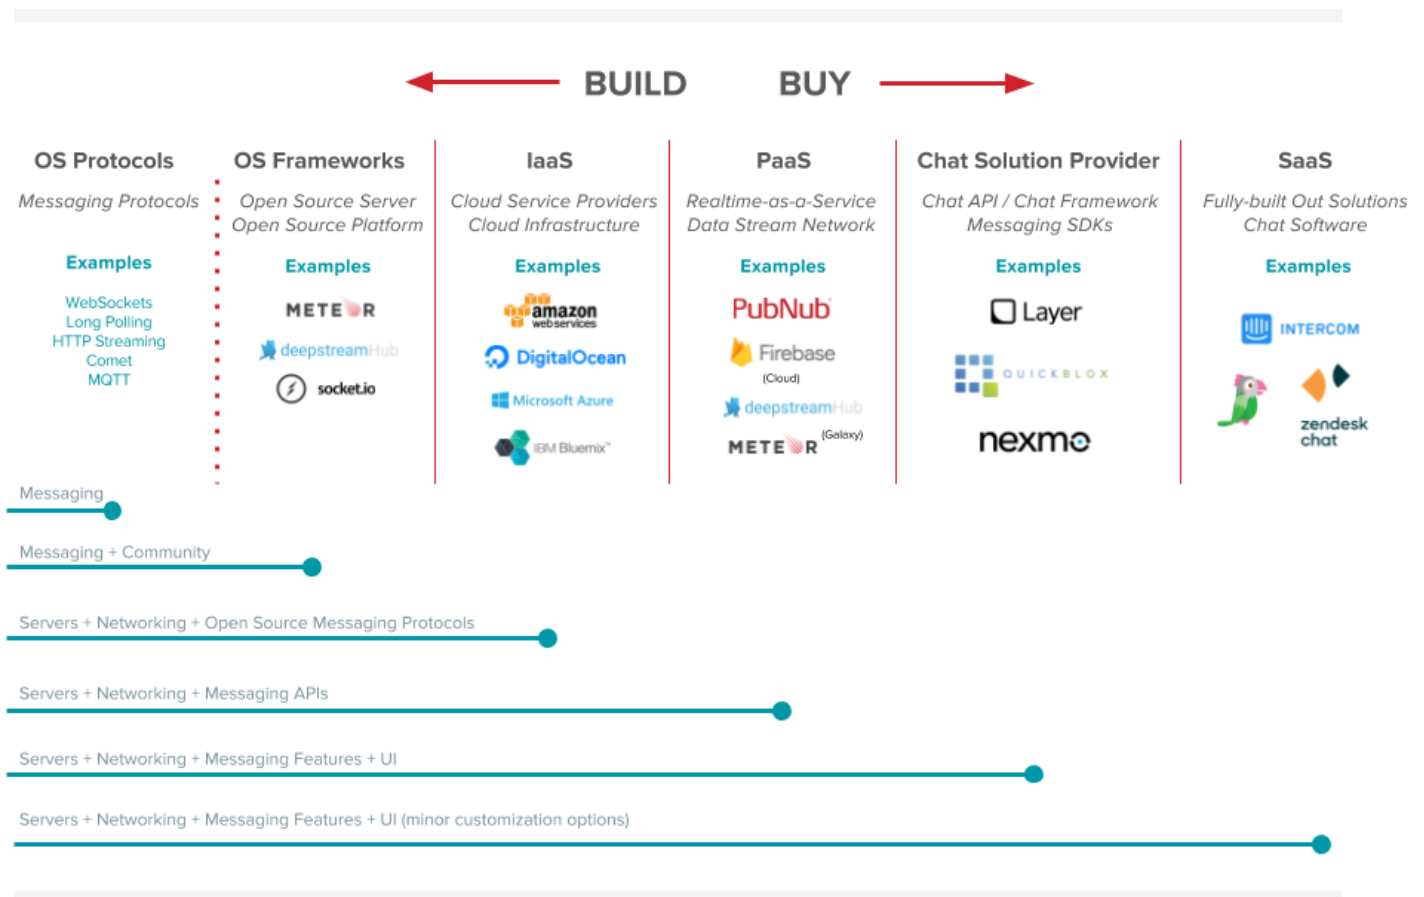 BUILD BUY
OS Protocols
Messaging Protocols
Examples
WebSockets
Long Polling
HTTP Streaming
Comet
MQTT
OS Frameworks
Open Source Server
Open Source Platform
Examples
METEOR
deepstreamHub
socket.io
IaaS
Cloud Service Providers
Cloud Infrastructure
Examples
amazon
webservices
DigitalOcean
Microsoft Azure
IBM Bluemix™
PaaS
Realtime-as-a-Service
Data Stream Network
Examples
PubNub
Firebase
(Cloud)
deepstreamHub
METEOR (Galaxy)
Chat Solution Provider
Chat API / Chat Framework
Messaging SDKs
Examples
Layer
QUICKBLOX
nexmo
SaaS
Fully-built Out Solutions
Chat Software
Examples
INTERCOM
zendesk
chat
Messaging
Messaging + Community
Servers + Networking + Open Source Messaging Protocols
Servers + Networking + Messaging APIs
Servers + Networking + Messaging Features + UI
Servers + Networking + Messaging Features + UI (minor customization options)